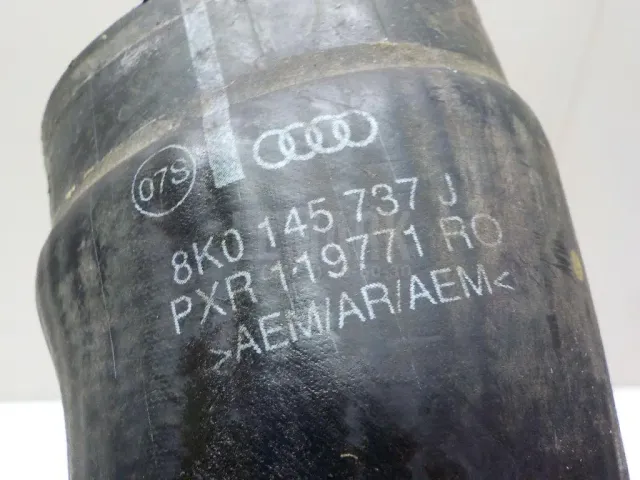 07S
8K0 145 737 J
PXR 119771 RO
>AEM/AR/AEM<